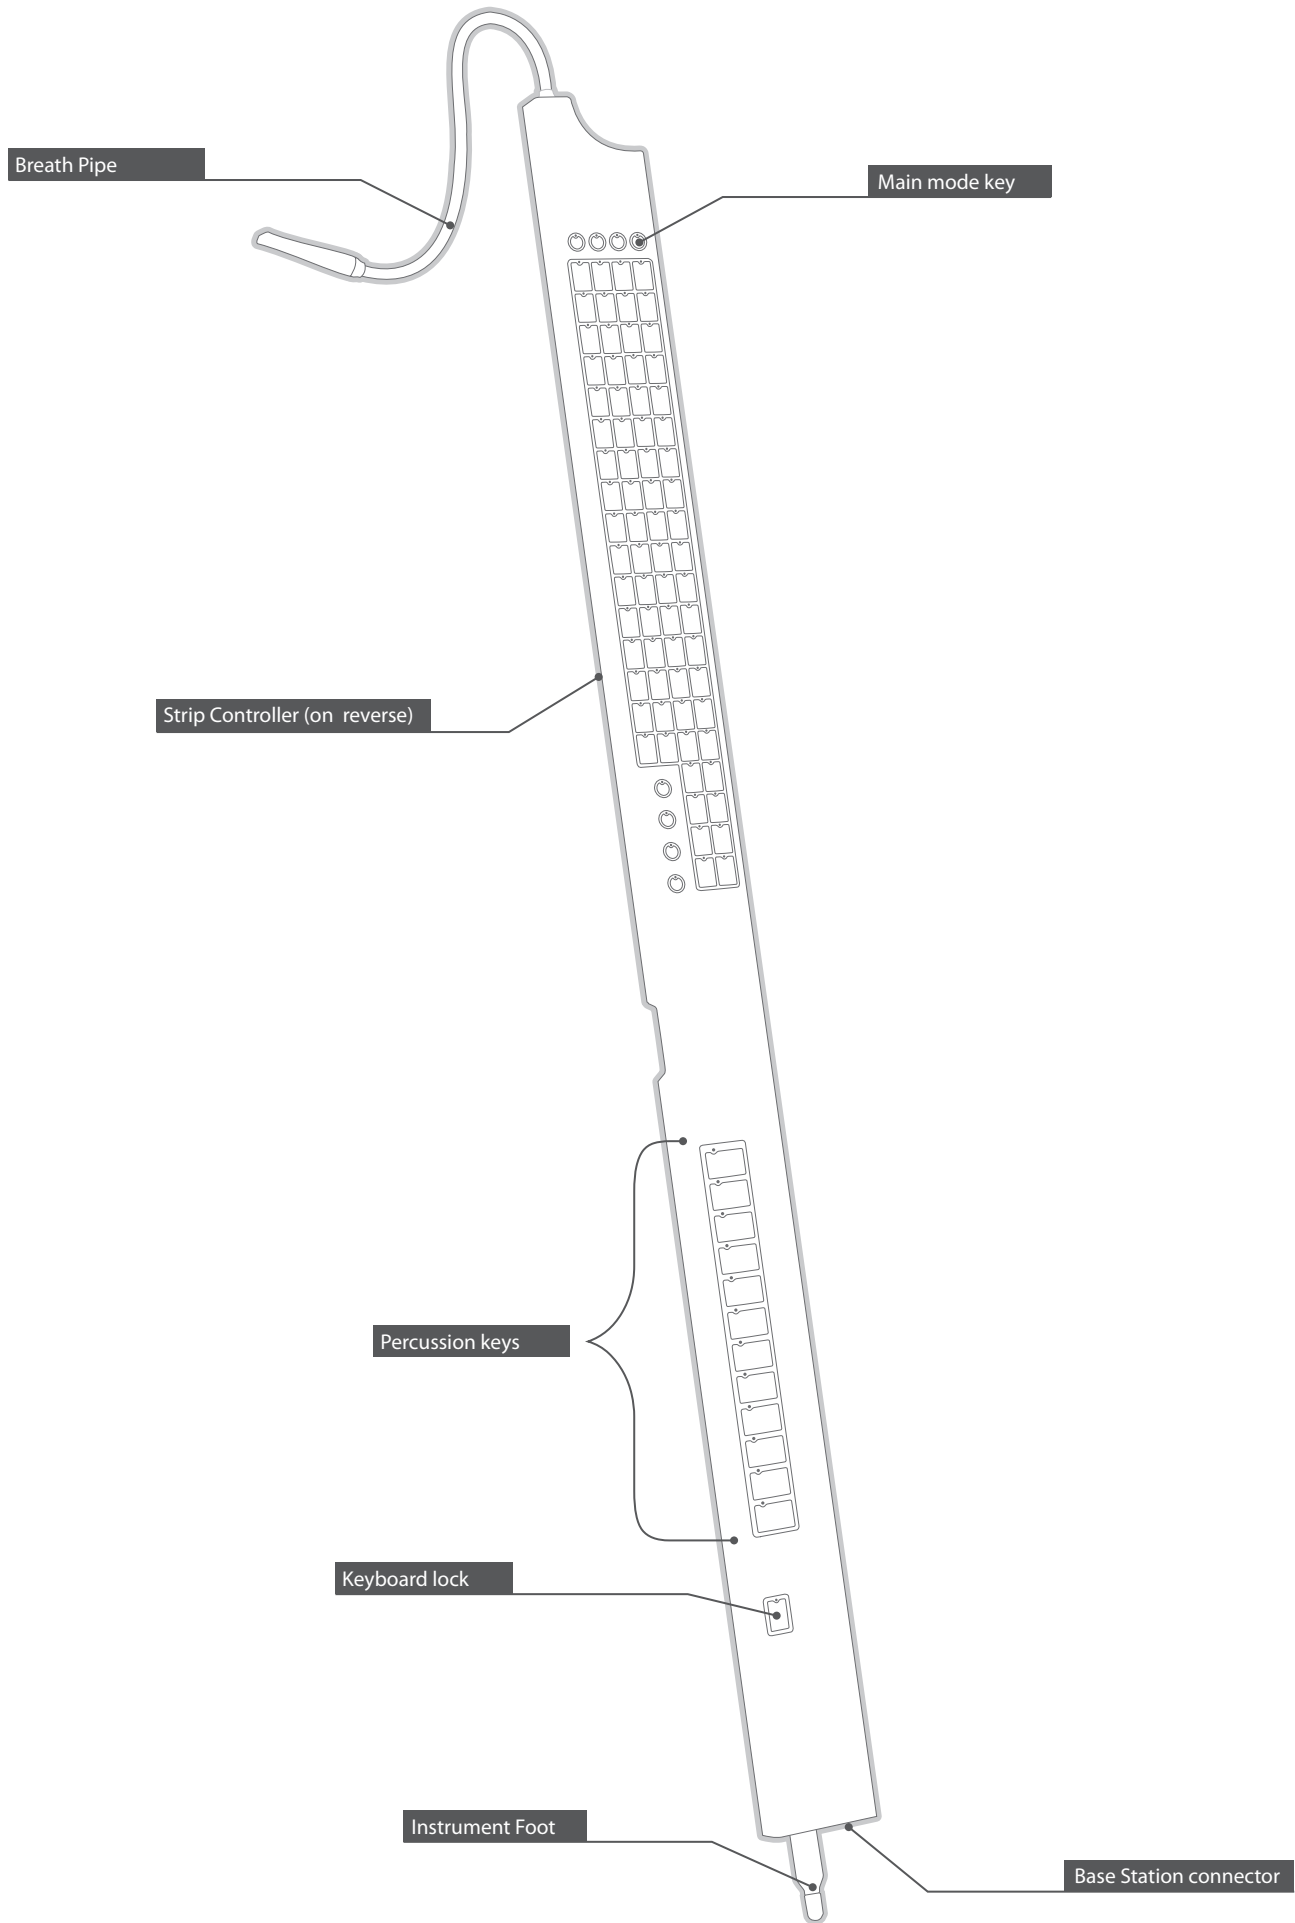 Breath Pipe
Main mode key
Strip Controller (on  reverse)
Percussion keys
Keyboard lock
Instrument Foot
Base Station connector